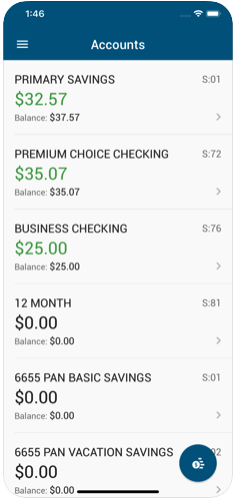 1:46
Accounts
PRIMARY SAVINGS S:01
$32.57
Balance: $37.57
PREMIUM CHOICE CHECKING S:72
$35.07
Balance: $35.07
BUSINESS CHECKING S:76
$25.00
Balance: $25.00
12 MONTH S:81
$0.00
Balance: $0.00
6655 PAN BASIC SAVINGS S:01
$0.00
Balance: $0.00
6655 PAN VACATION SAVINGS
$0.00
Balance: $0.00